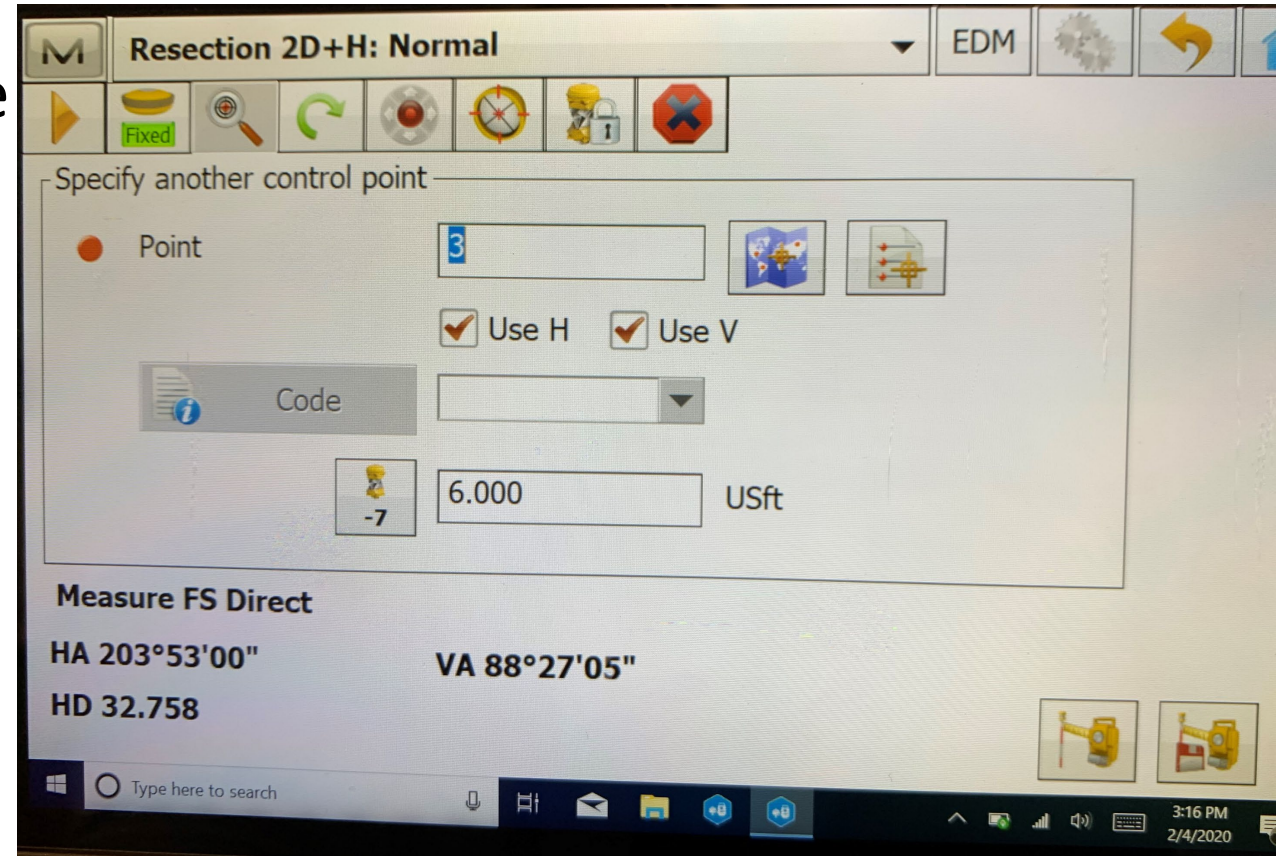 e
M Resection 2D+H: Normal EDM
Fixed
Specify another control point
Point 3
Use H Use V
Code
-7 6.000 USft
Measure FS Direct
HA 203°53'00" VA 88°27'05"
HD 32.758
Type here to search
3:16 PM
2/4/2020